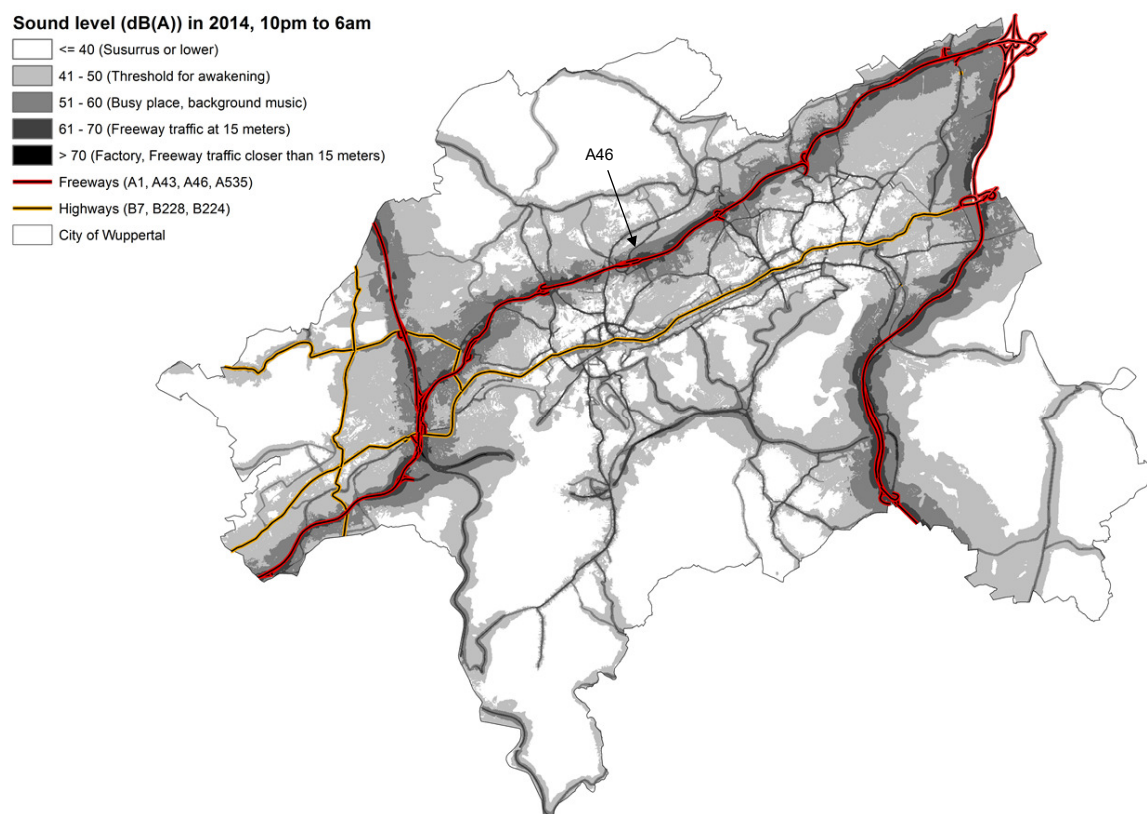 Sound level (dB(A)) in 2014, 10pm to 6am
<= 40 (Susurrus or lower)
41 - 50 (Threshold for awakening)
51 - 60 (Busy place, background music)
61 - 70 (Freeway traffic at 15 meters)
> 70 (Factory, Freeway traffic closer than 15 meters)
Freeways (A1, A43, A46, A535)
Highways (B7, B228, B224)
City of Wuppertal
A46